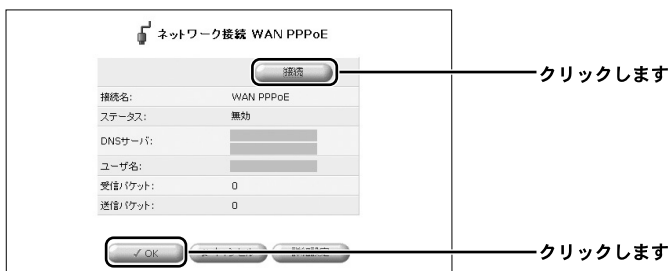 ネットワーク接続 WAN PPPoE
接続
クリックします
接続名: WAN PPPoE
ステータス: 無効
DNSサーバ:
ユーザ名:
受信パケット: 0
送信パケット: 0
✓ OK
クリックします